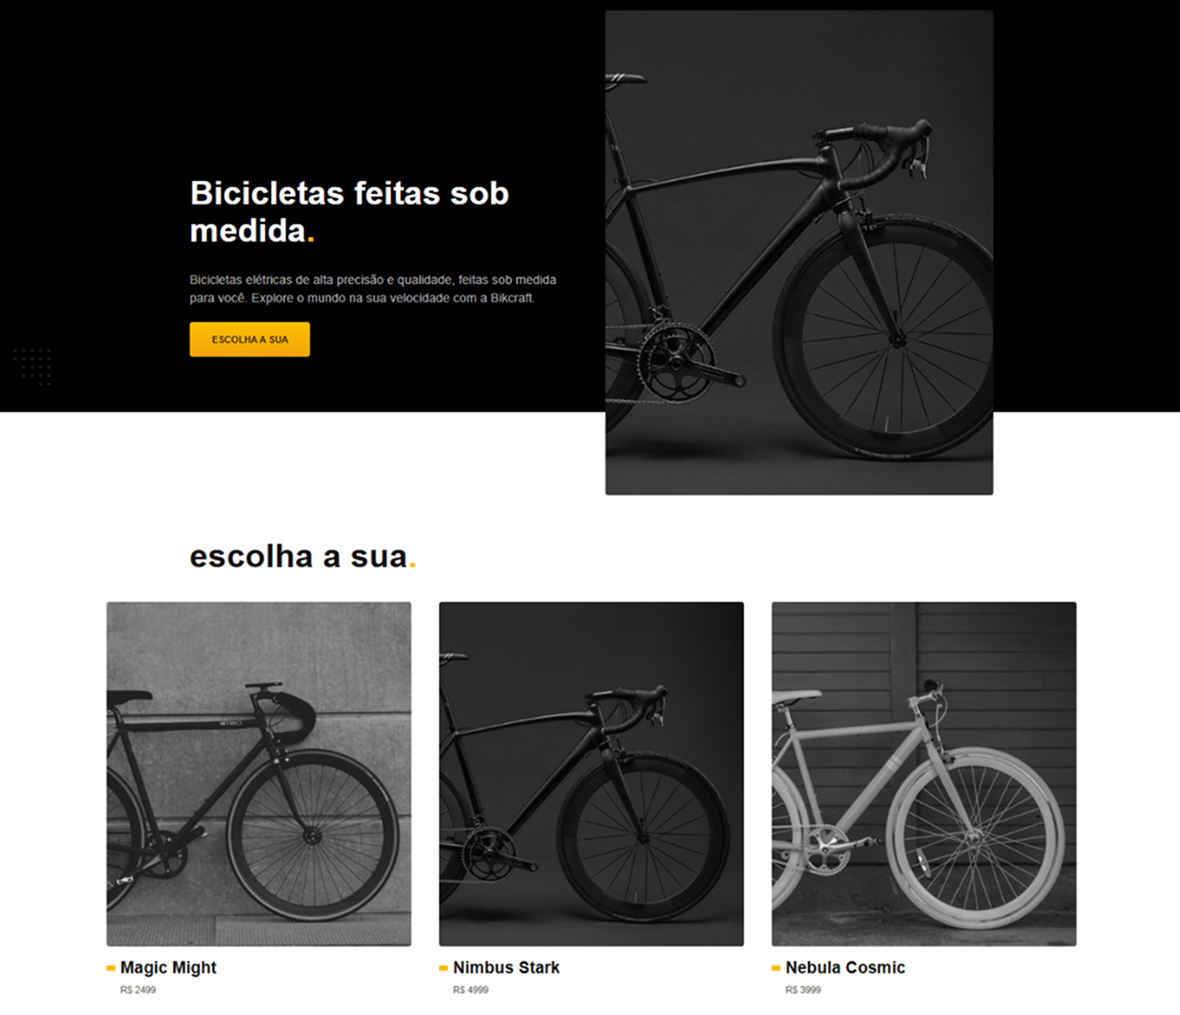 Bicicletas feitas sob
medida.
Bicicletas elétricas de alta precisão e qualidade, feitas sob medida
para você. Explore o mundo na sua velocidade com a Bikcraft.
ESCOLHA A SUA
escolha a sua.
Magic Might
R$ 2499
Nimbus Stark
R$ 4999
Nebula Cosmic
R$ 3999